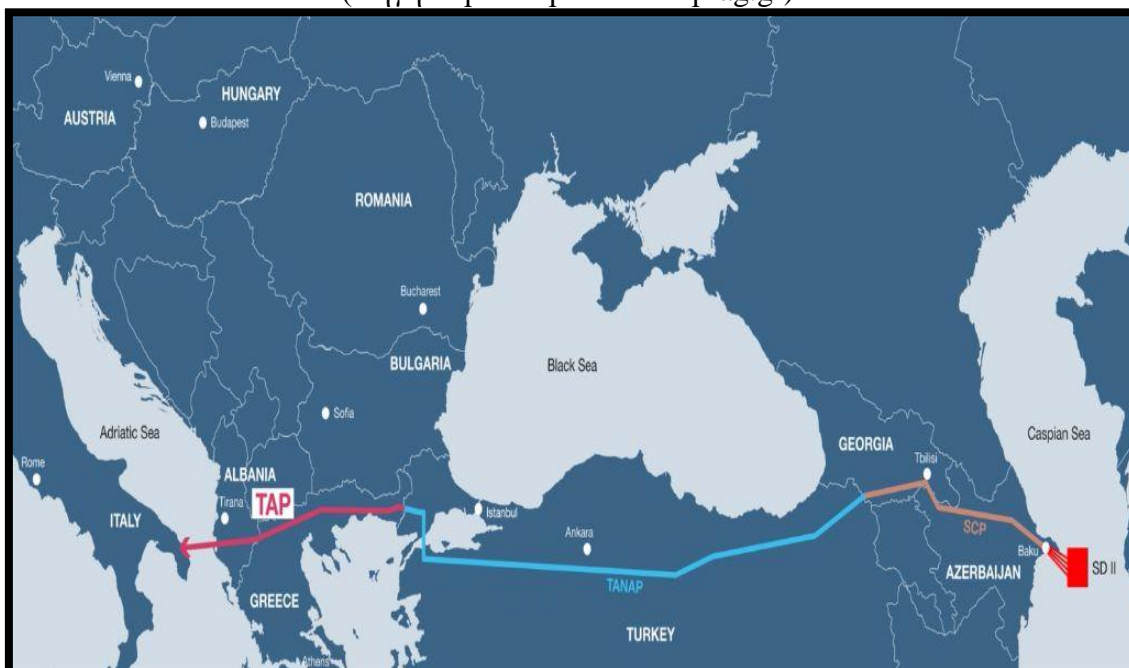 Vienna
HUNGARY
AUSTRIA
Budapest
ROMANIA
Bucharest
BULGARIA
Black Sea
Sofia
Adriatic Sea
Caspian Sea
GEORGIA
Tbilisi
Rome
ALBANIA
TAP
Tirana
Istanbul
ITALY
Ankara
SCP
Baku
SD II
AZERBAIJAN
TANAP
GREECE
TURKEY
Athens